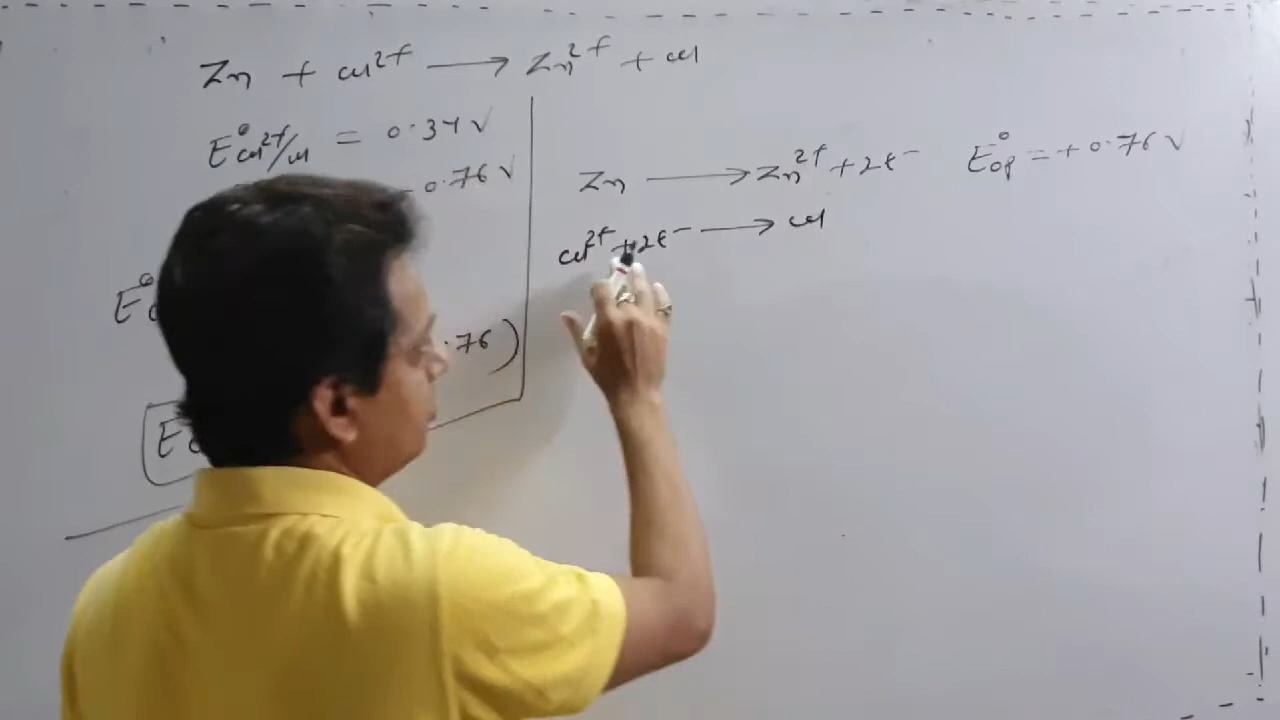 Zn + Cu²⁺ ⟶ Zn²⁺ + Cu
E° Cu²⁺/Cu = 0.34 V
- 0.76 V
E°
.76 )
E
Zn ⟶ Zn²⁺ + 2e⁻ E°op = + 0.76 V
Cu²⁺ + 2e⁻ ⟶ Cu